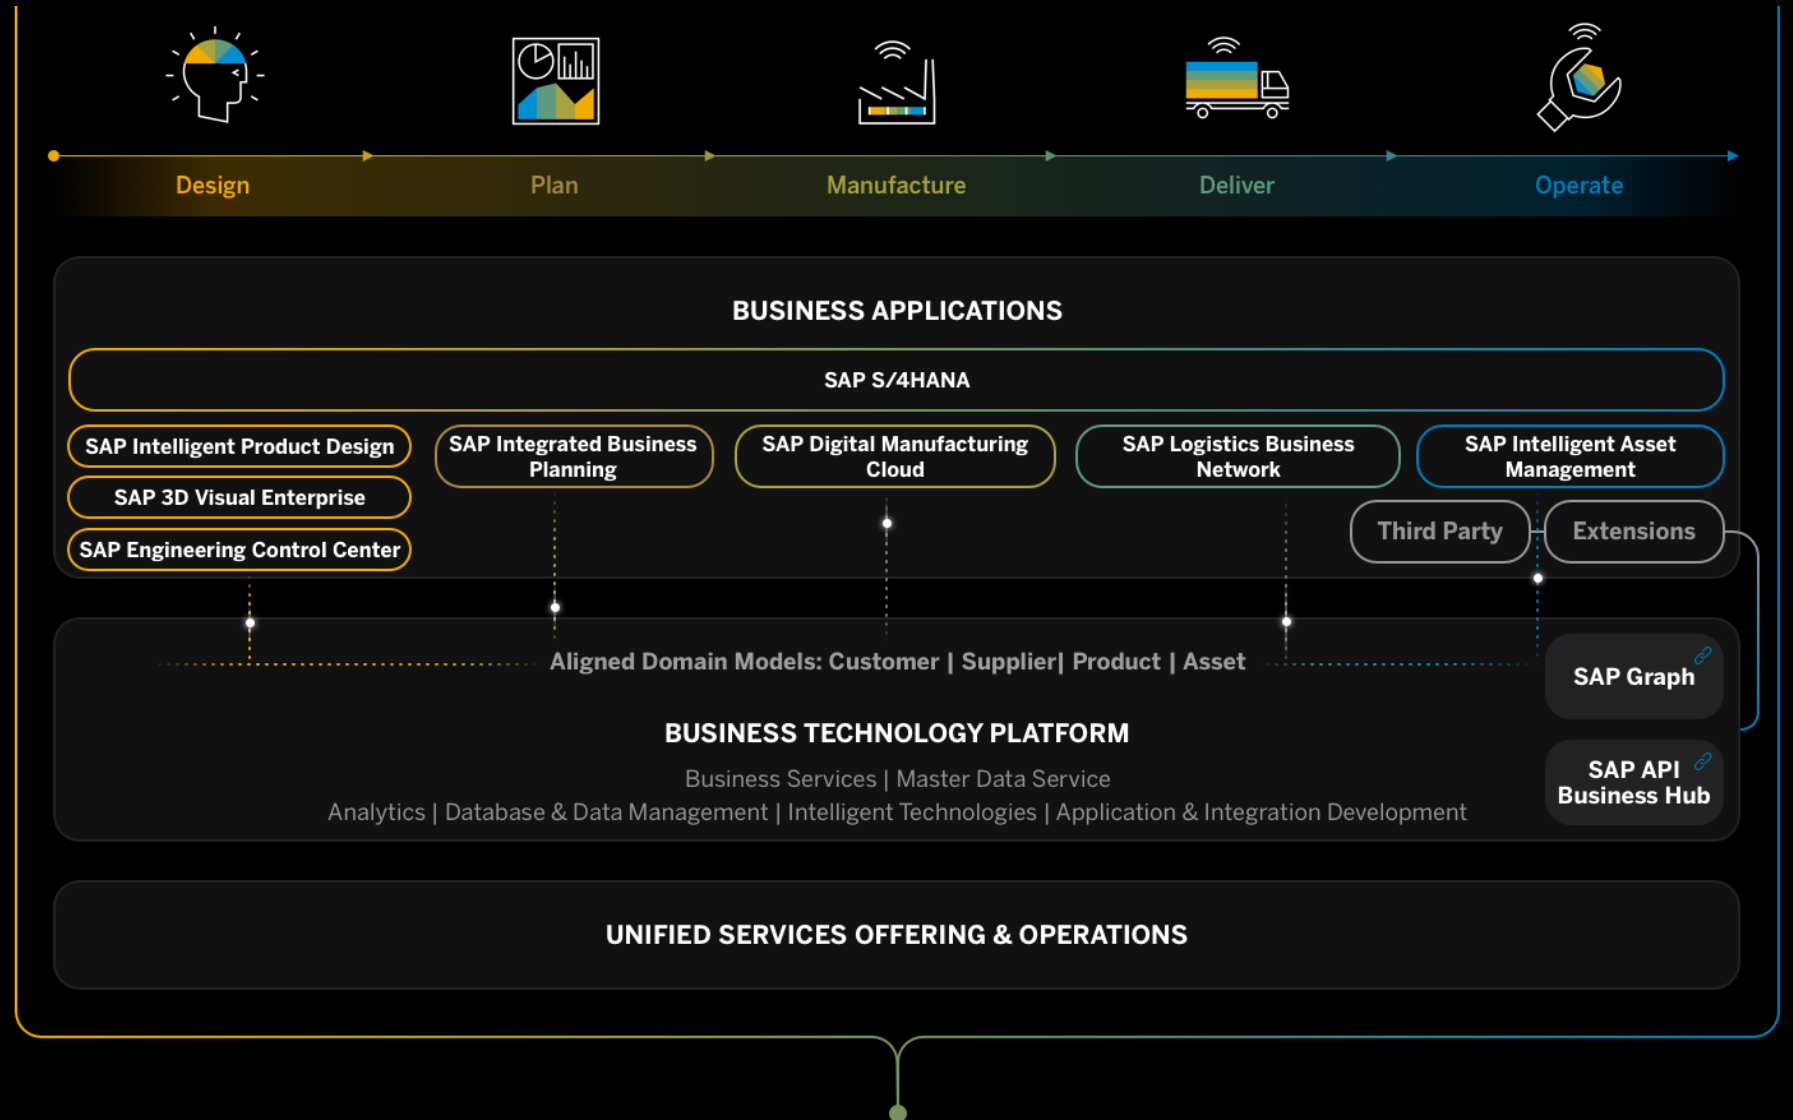 Design
Plan
Manufacture
Deliver
Operate
BUSINESS APPLICATIONS
SAP S/4HANA
SAP Intelligent Product Design
SAP 3D Visual Enterprise
SAP Engineering Control Center
SAP Integrated Business
Planning
SAP Digital Manufacturing
Cloud
SAP Logistics Business
Network
SAP Intelligent Asset
Management
Third Party
Extensions
Aligned Domain Models: Customer | Supplier| Product | Asset
SAP Graph
BUSINESS TECHNOLOGY PLATFORM
Business Services | Master Data Service
Analytics | Database & Data Management | Intelligent Technologies | Application & Integration Development
SAP API
Business Hub
UNIFIED SERVICES OFFERING & OPERATIONS